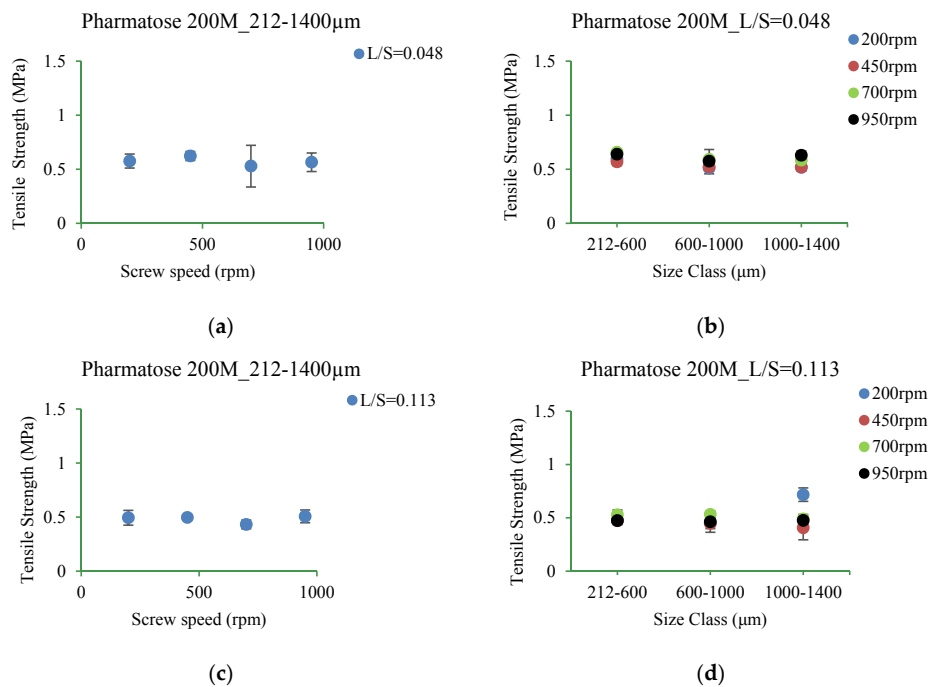 Pharmatose 200M_212-1400µm
L/S=0.048
1.5
1
0.5
0
Tensile Strength (MPa)
0
500
1000
Screw speed (rpm)
(a)
Pharmatose 200M_L/S=0.048
200rpm
450rpm
700rpm
950rpm
1.5
1
0.5
0
Tensile Strength (MPa)
212-600
600-1000
1000-1400
Size Class (µm)
(b)
Pharmatose 200M_212-1400µm
L/S=0.113
1.5
1
0.5
0
Tensile Strength (MPa)
0
500
1000
Screw speed (rpm)
(c)
Pharmatose 200M_L/S=0.113
200rpm
450rpm
700rpm
950rpm
1.5
1
0.5
0
Tensile Strength (MPa)
212-600
600-1000
1000-1400
Size Class (µm)
(d)